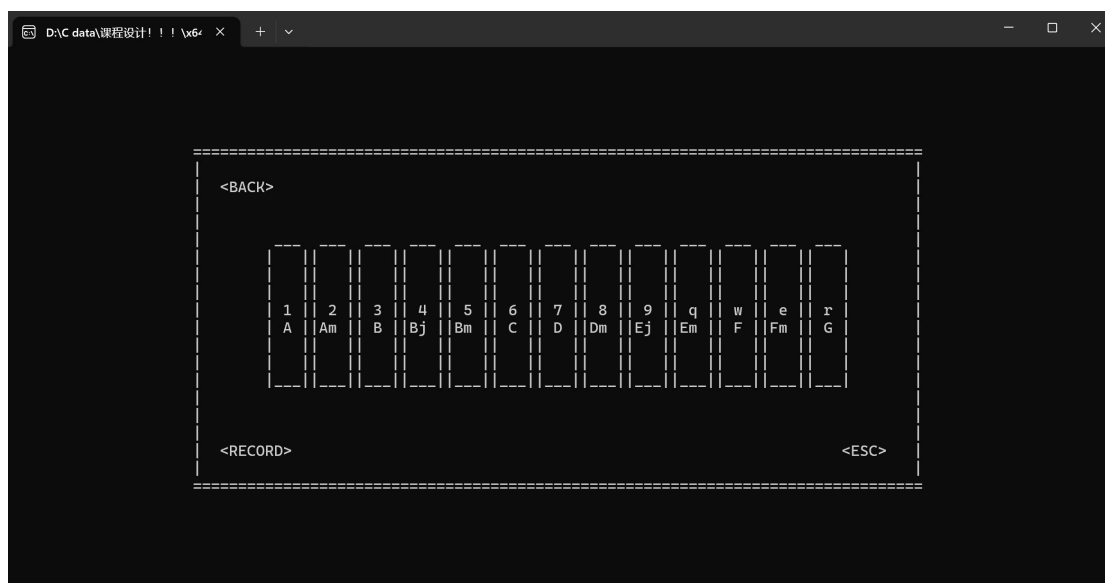 D:\C data\课程设计！！！\x64
<BACK>
1 2 3 4 5 6 7 8 9 q w e r
A Am B Bj Bm C D Dm Ej Em F Fm G
<RECORD> <ESC>